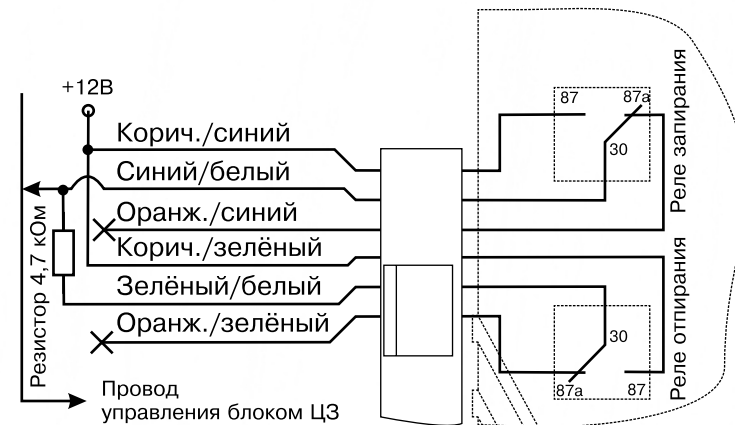 +12В
Корич./синий
Синий/белый
Оранж./синий
Корич./зелёный
Зелёный/белый
Оранж./зелёный
Резистор 4,7 кОм
Провод
управления блоком ЦЗ
87
87а
30
Реле запирания
30
87а
87
Реле отпирания